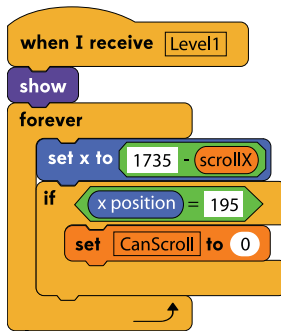 when I receive Level1
show
forever
set x to 1735 - scrollX
if x position = 195
set CanScroll to 0